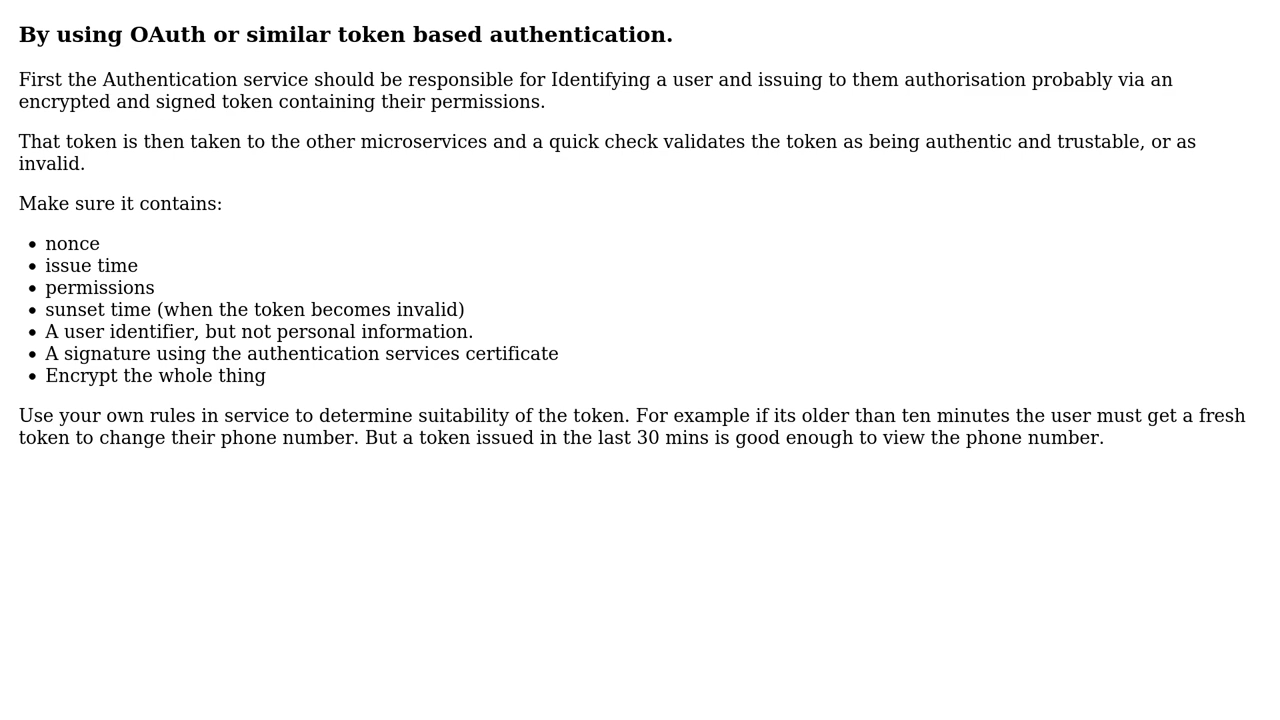 By using OAuth or similar token based authentication.
First the Authentication service should be responsible for Identifying a user and issuing to them authorisation probably via an
encrypted and signed token containing their permissions.
That token is then taken to the other microservices and a quick check validates the token as being authentic and trustable, or as
invalid.
Make sure it contains:
• nonce
• issue time
• permissions
• sunset time (when the token becomes invalid)
• A user identifier, but not personal information.
• A signature using the authentication services certificate
• Encrypt the whole thing
Use your own rules in service to determine suitability of the token. For example if its older than ten minutes the user must get a fresh
token to change their phone number. But a token issued in the last 30 mins is good enough to view the phone number.